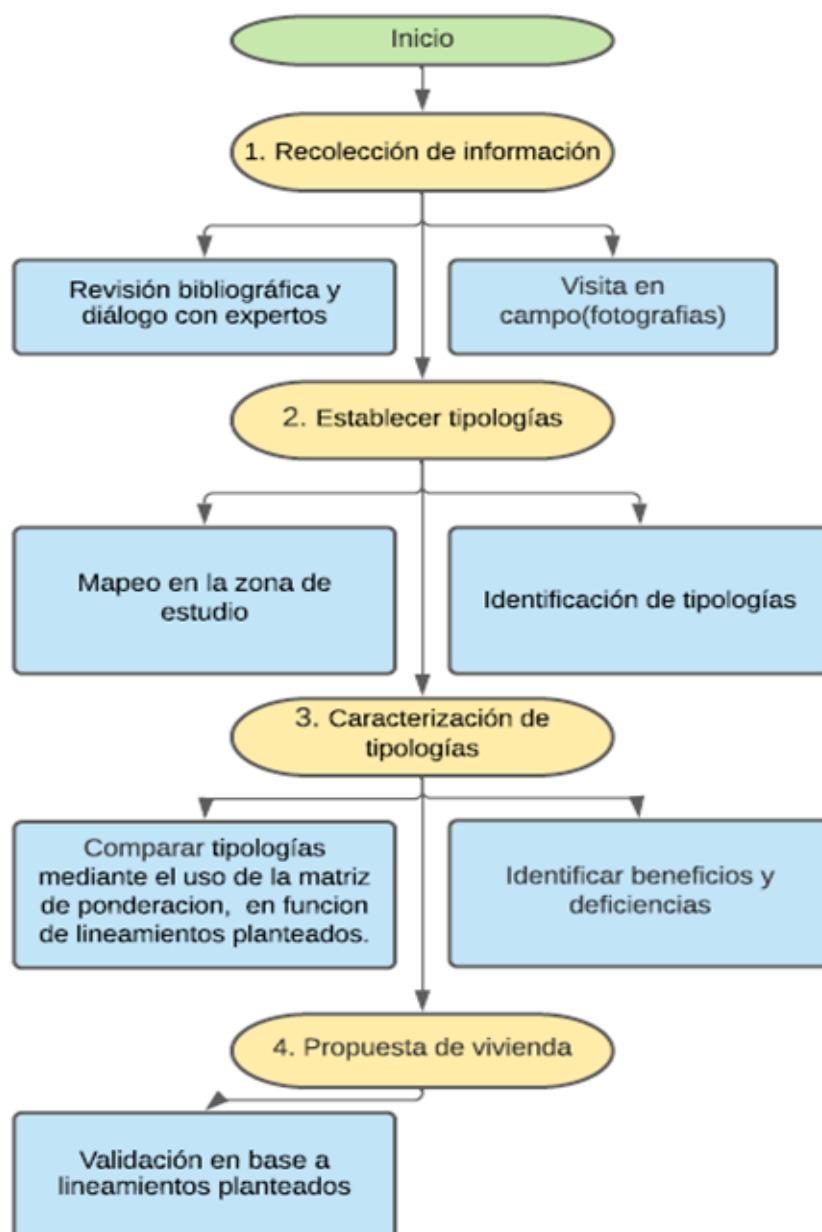 Inicio
1. Recolección de información
Revisión bibliográfica y
diálogo con expertos
Visita en
campo(fotografias)
2. Establecer tipologías
Mapeo en la zona de
estudio
Identificación de tipologías
3. Caracterización de
tipologías
Comparar tipologías
mediante el uso de la matriz
de ponderacion, en funcion
de lineamientos planteados.
Identificar beneficios y
deficiencias
4. Propuesta de vivienda
Validación en base a
lineamientos planteados